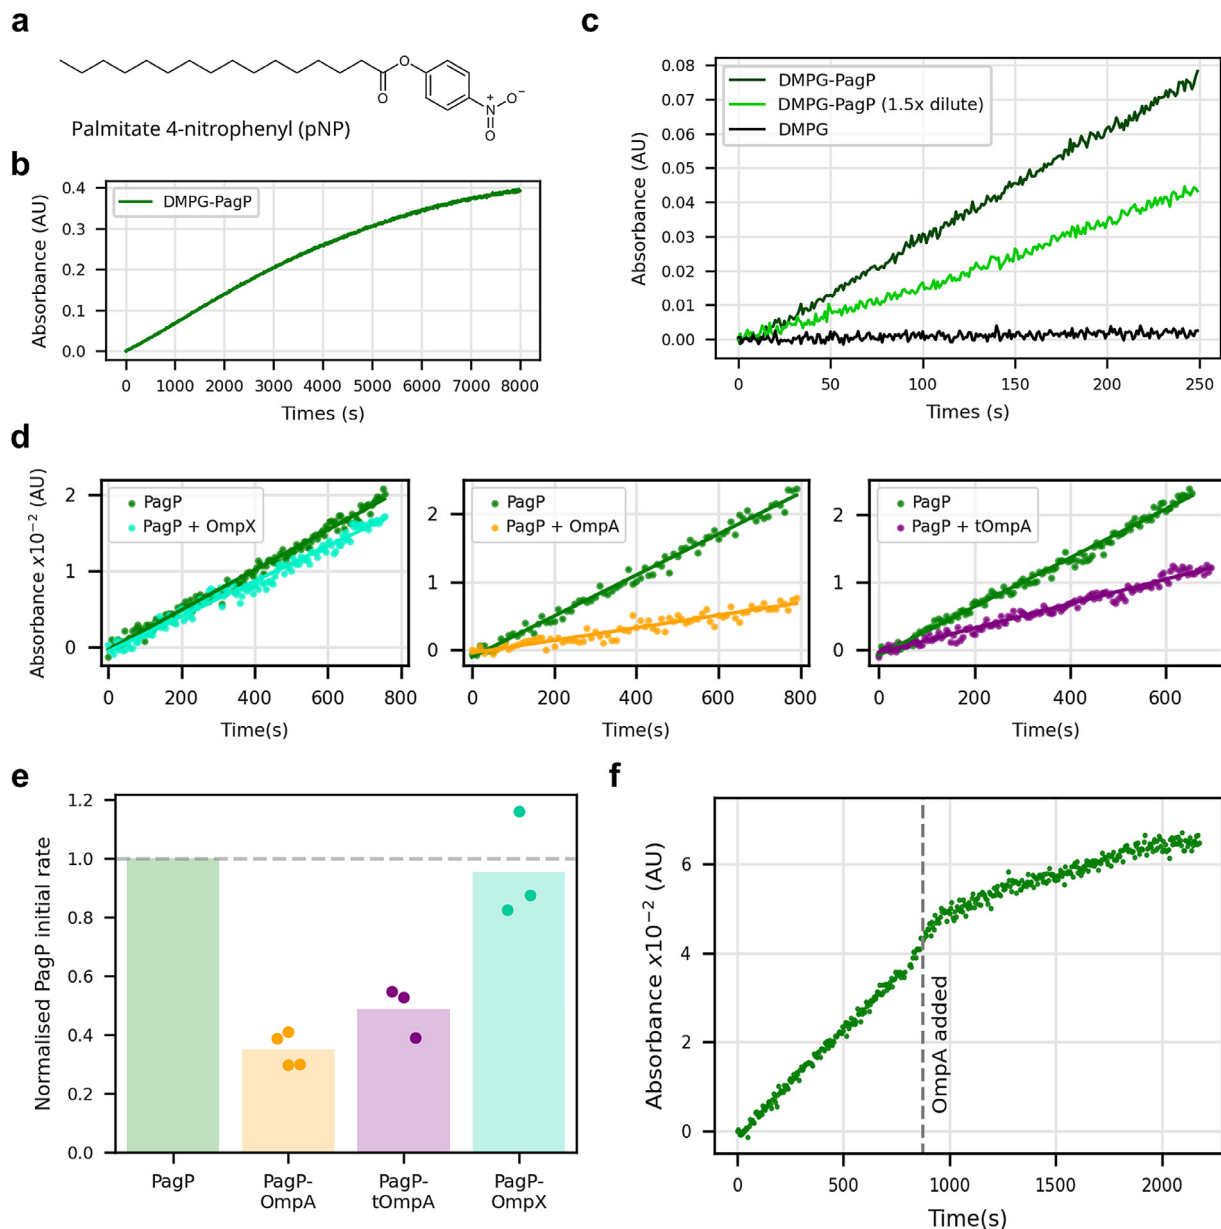 a
O
O
N
+
O
−
O
Palmitate 4-nitrophenyl (pNP)
b
DMPG-PagP
Absorbance (AU)
0.4
0.3
0.2
0.1
0.0
0 1000 2000 3000 4000 5000 6000 7000 8000
Times (s)
c
DMPG-PagP
DMPG-PagP (1.5x dilute)
DMPG
Absorbance (AU)
0.08
0.07
0.06
0.05
0.04
0.03
0.02
0.01
0.00
0 50 100 150 200 250
Times (s)
d
Absorbance x10⁻² (AU)
PagP
PagP + OmpX
2
1
0
0 200 400 600 800
Time(s)
PagP
PagP + OmpA
2
1
0
0 200 400 600 800
Time(s)
PagP
PagP + tOmpA
2
1
0
0 200 400 600
Time(s)
e
Normalised PagP initial rate
1.2
1.0
0.8
0.6
0.4
0.2
0.0
PagP
PagP-
OmpA
PagP-
tOmpA
PagP-
OmpX
f
Absorbance x10⁻² (AU)
6
4
2
0
OmpA added
0 500 1000 1500 2000
Time(s)